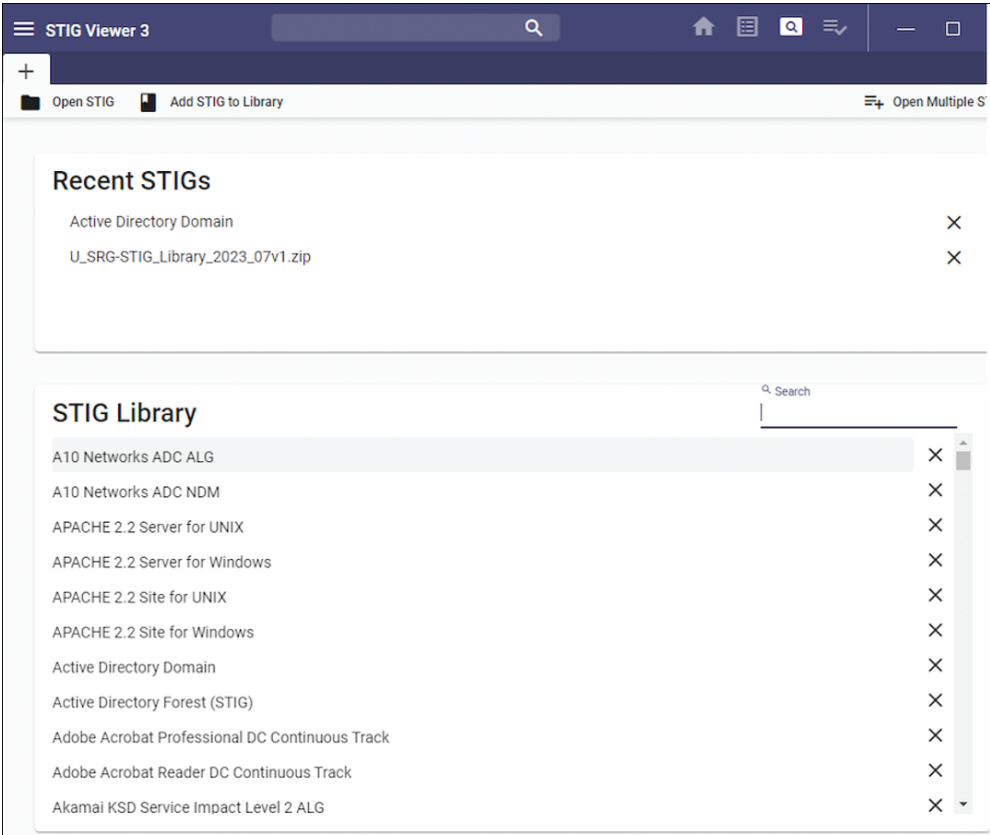 STIG Viewer 3
Open STIG
Add STIG to Library
Open Multiple S
Recent STIGs
Active Directory Domain
U_SRG-STIG_Library_2023_07v1.zip
Search
STIG Library
A10 Networks ADC ALG
A10 Networks ADC NDM
APACHE 2.2 Server for UNIX
APACHE 2.2 Server for Windows
APACHE 2.2 Site for UNIX
APACHE 2.2 Site for Windows
Active Directory Domain
Active Directory Forest (STIG)
Adobe Acrobat Professional DC Continuous Track
Adobe Acrobat Reader DC Continuous Track
Akamai KSD Service Impact Level 2 ALG